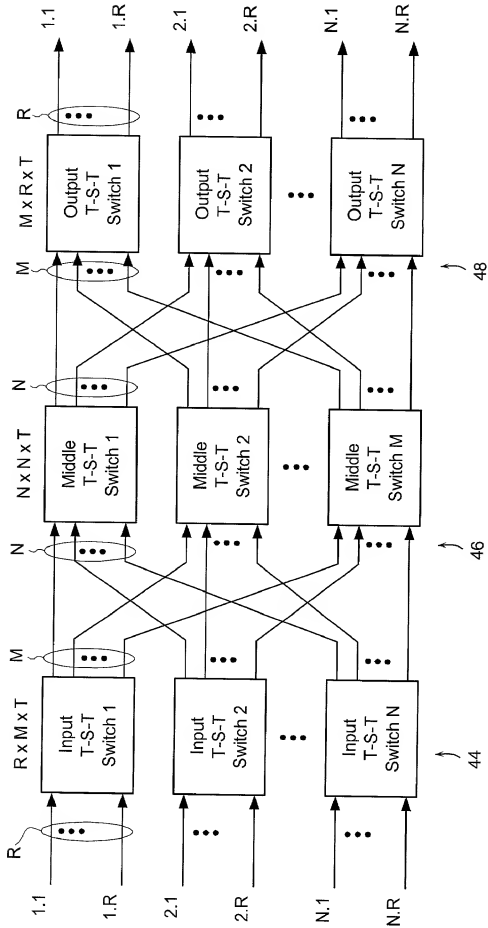 R x M x T
N x N x T
M x R x T
R
M
N
N
M
R
1.1
1.R
Input
T-S-T
Switch 1
Middle
T-S-T
Switch 1
Output
T-S-T
Switch 1
1.1
1.R
2.1
2.R
Input
T-S-T
Switch 2
Middle
T-S-T
Switch 2
Output
T-S-T
Switch 2
2.1
2.R
N.1
N.R
Input
T-S-T
Switch N
Middle
T-S-T
Switch M
Output
T-S-T
Switch N
N.1
N.R
44
46
48